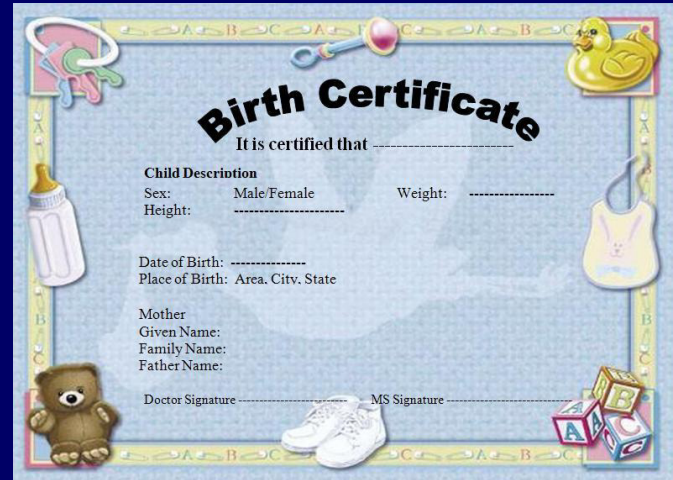 Birth Certificate
It is certified that ------------------------
Child Description
Sex: Male/Female Weight: -----------------
Height: ----------------------
Date of Birth: ---------------
Place of Birth: Area, City, State
Mother
Given Name:
Family Name:
Father Name:
Doctor Signature --------------------------- MS Signature -------------------------------
A B C
A B C
A B C